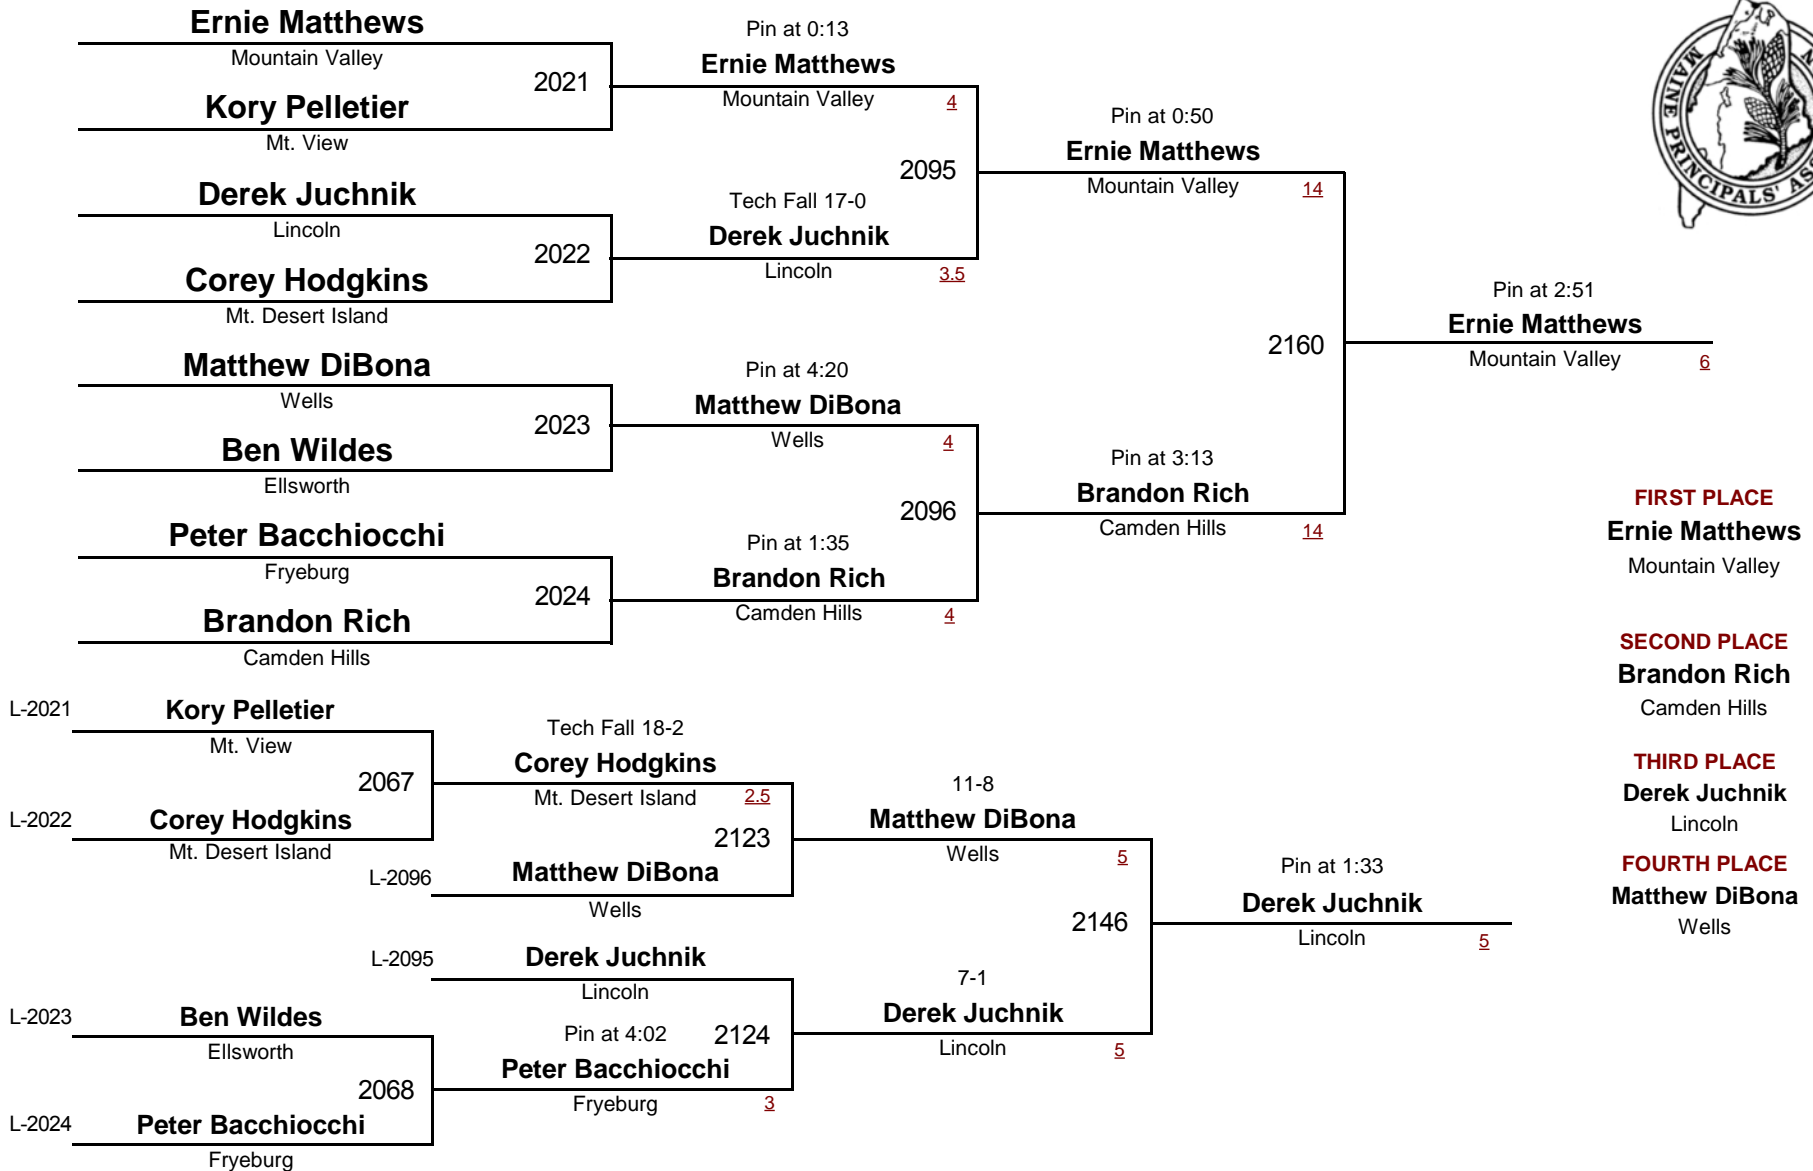 Ernie Matthews
Mountain Valley
2021
Kory Pelletier
Mt. View
Derek Juchnik
Lincoln
2022
Corey Hodgkins
Mt. Desert Island
Matthew DiBona
Wells
2023
Ben Wildes
Ellsworth
Peter Bacchiocchi
Fryeburg
2024
Brandon Rich
Camden Hills
Pin at 0:13
Ernie Matthews
Mountain Valley 4
2095
Tech Fall 17-0
Derek Juchnik
Lincoln 3.5
Pin at 4:20
Matthew DiBona
Wells 4
2096
Pin at 1:35
Brandon Rich
Camden Hills 4
Pin at 0:50
Ernie Matthews
Mountain Valley 14
2160
Pin at 3:13
Brandon Rich
Camden Hills 14
Pin at 2:51
Ernie Matthews
Mountain Valley 6
MAINE PRINCIPALS' ASS
FIRST PLACE
Ernie Matthews
Mountain Valley
SECOND PLACE
Brandon Rich
Camden Hills
THIRD PLACE
Derek Juchnik
Lincoln
FOURTH PLACE
Matthew DiBona
Wells
L-2021 Kory Pelletier
Mt. View
2067
L-2022 Corey Hodgkins
Mt. Desert Island
Tech Fall 18-2
Corey Hodgkins
Mt. Desert Island 2.5
2123
L-2096 Matthew DiBona
Wells
L-2095 Derek Juchnik
Lincoln
L-2023 Ben Wildes
Ellsworth
2068
L-2024 Peter Bacchiocchi
Fryeburg
Pin at 4:02 2124
Peter Bacchiocchi
Fryeburg 3
11-8
Matthew DiBona
Wells 5
2146
7-1
Derek Juchnik
Lincoln 5
Pin at 1:33
Derek Juchnik
Lincoln 5